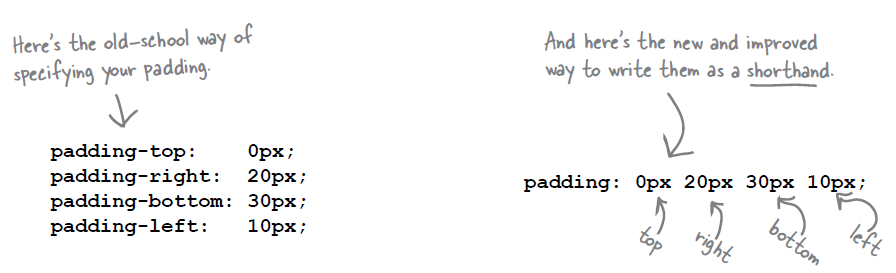 Here's the old-school way of
specifying your padding.
padding-top: 0px;
padding-right: 20px;
padding-bottom: 30px;
padding-left: 10px;
And here's the new and improved
way to write them as a shorthand.
padding: 0px 20px 30px 10px;
top right bottom left